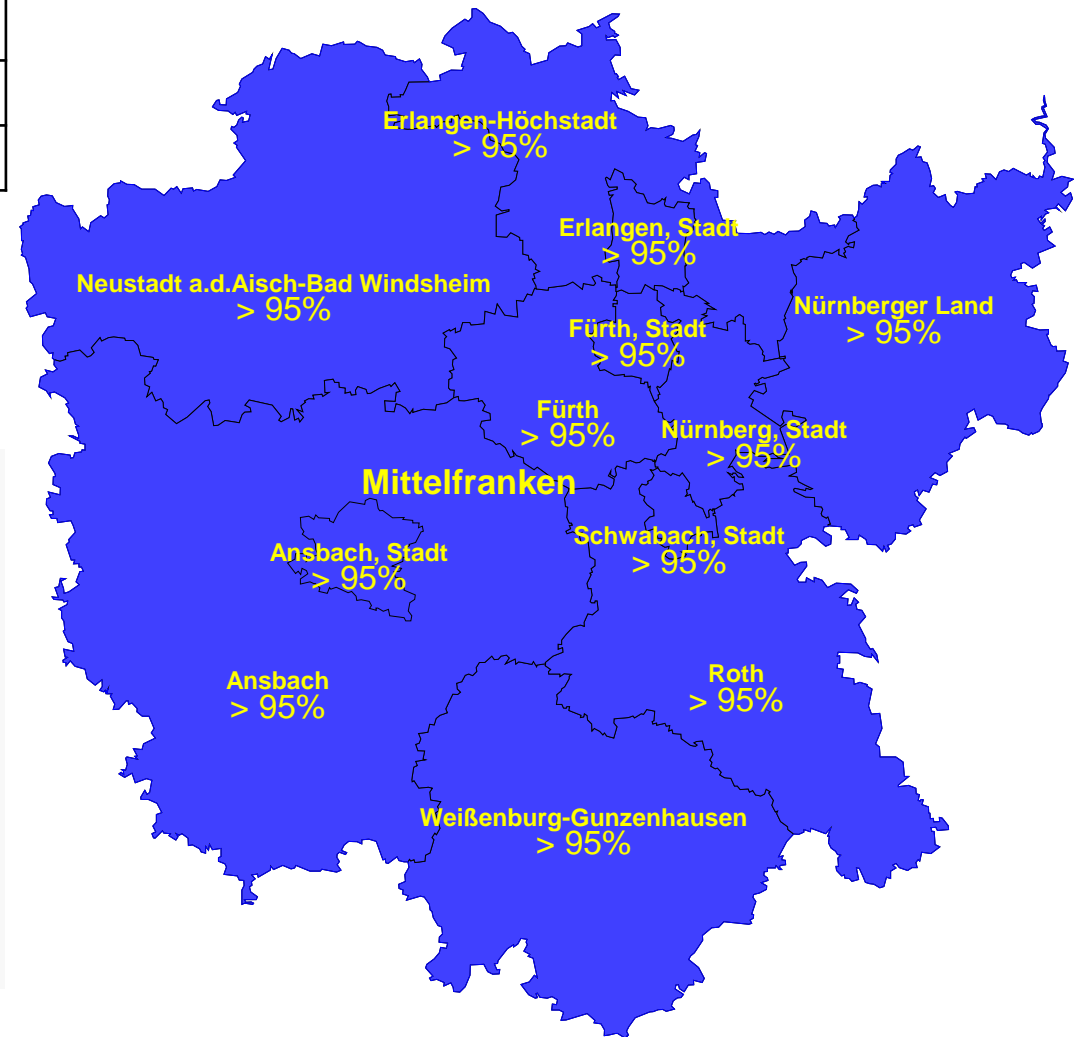 Erlangen-Höchstadt
> 95%
Erlangen, Stadt
> 95%
Neustadt a.d.Aisch-Bad Windsheim
> 95%
Nürnberger Land
> 95%
Fürth, Stadt
> 95%
Fürth
> 95%
Nürnberg, Stadt
> 95%
Mittelfranken
Schwabach, Stadt
> 95%
Ansbach, Stadt
> 95%
Roth
> 95%
Ansbach
> 95%
Weißenburg-Gunzenhausen
> 95%